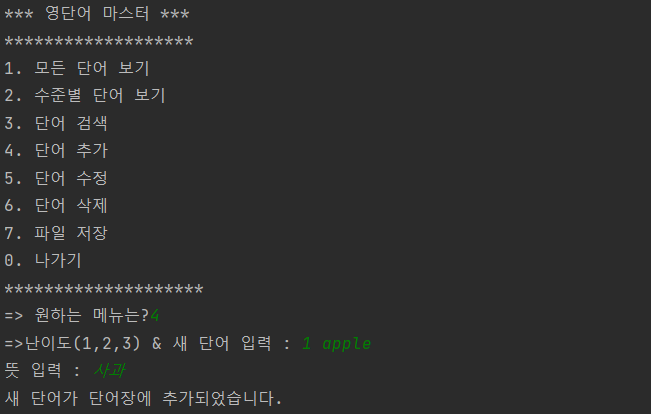 *** 영단어 마스터 ***
*******************
1. 모든 단어 보기
2. 수준별 단어 보기
3. 단어 검색
4. 단어 추가
5. 단어 수정
6. 단어 삭제
7. 파일 저장
0. 나가기
********************
=> 원하는 메뉴는?4
=>난이도(1,2,3) & 새 단어 입력 : 1 apple
뜻 입력 : 사과
새 단어가 단어장에 추가되었습니다.